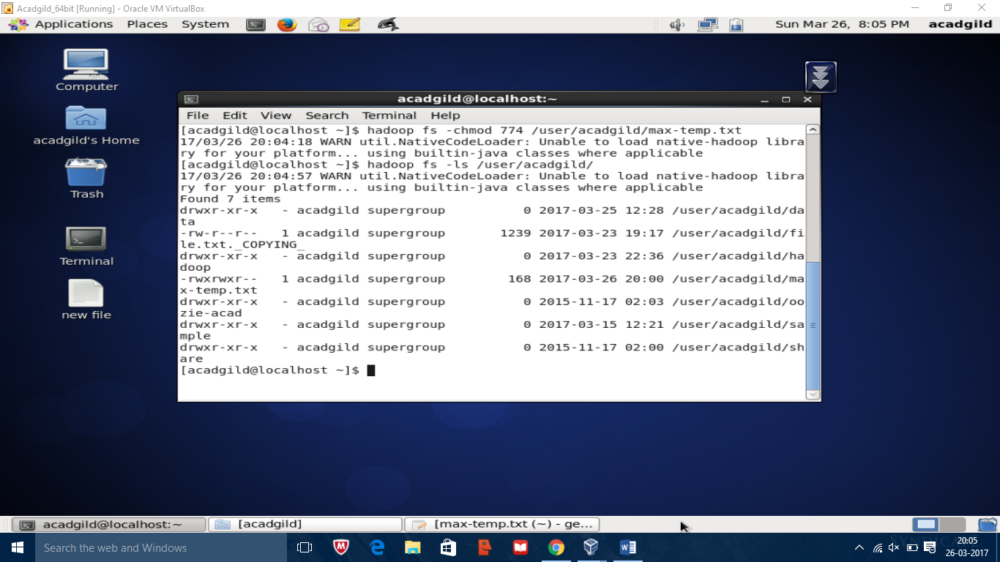 Acadgild_64bit [Running] - Oracle VM VirtualBox
Applications Places System Sun Mar 26, 8:05 PM acadgild
Computer
acadgild's Home
Trash
Terminal
new file
acadgild@localhost:~
File Edit View Search Terminal Help
[acadgild@localhost ~]$ hadoop fs -chmod 774 /user/acadgild/max-temp.txt
17/03/26 20:04:18 WARN util.NativeCodeLoader: Unable to load native-hadoop libra
ry for your platform... using builtin-java classes where applicable
[acadgild@localhost ~]$ hadoop fs -ls /user/acadgild/
17/03/26 20:04:57 WARN util.NativeCodeLoader: Unable to load native-hadoop libra
ry for your platform... using builtin-java classes where applicable
Found 7 items
drwxr-xr-x   - acadgild supergroup          0 2017-03-25 12:28 /user/acadgild/da
ta
-rw-r--r--   1 acadgild supergroup       1239 2017-03-23 19:17 /user/acadgild/fi
le.txt._COPYING_
drwxr-xr-x   - acadgild supergroup          0 2017-03-23 22:36 /user/acadgild/ha
doop
-rwxrwxr--   1 acadgild supergroup        168 2017-03-26 20:00 /user/acadgild/ma
x-temp.txt
drwxr-xr-x   - acadgild supergroup          0 2015-11-17 02:03 /user/acadgild/oo
zie-acad
drwxr-xr-x   - acadgild supergroup          0 2017-03-15 12:21 /user/acadgild/sa
mple
drwxr-xr-x   - acadgild supergroup          0 2015-11-17 02:00 /user/acadgild/sh
are
[acadgild@localhost ~]$
acadgild@localhost:~ [acadgild] [max-temp.txt (~) - ge...
Search the web and Windows
20:05
26-03-2017